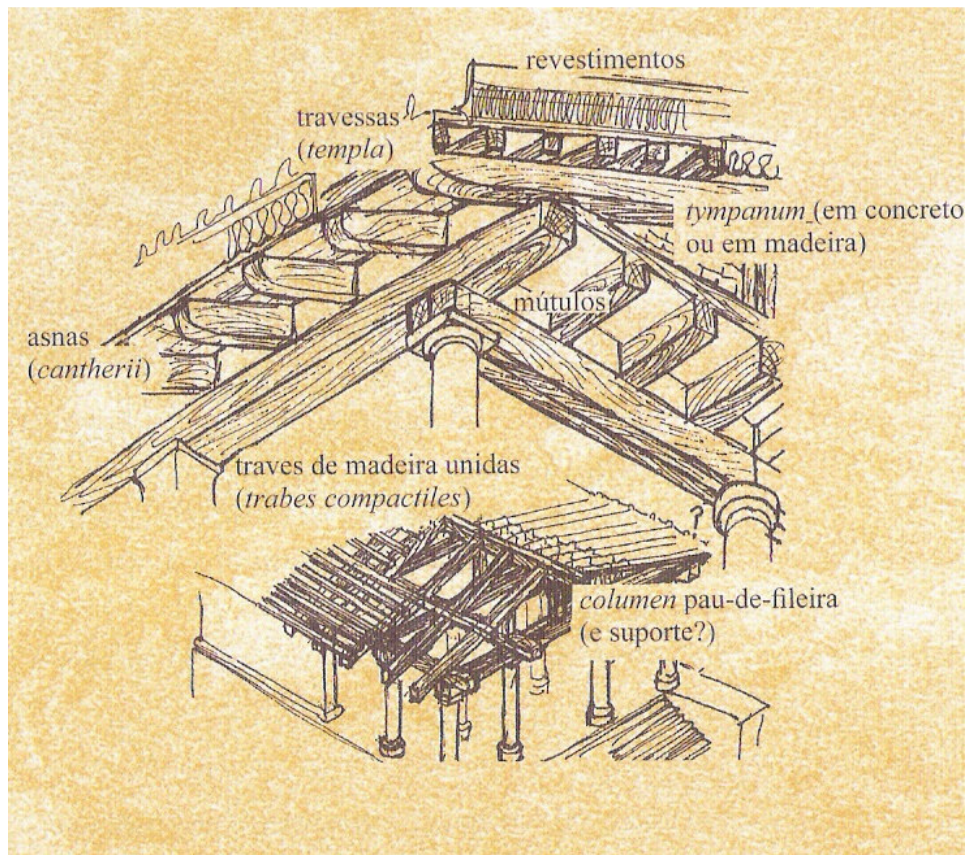 revestimentos
travessas
(templa)
tympanum (em concreto
ou em madeira)
mútulos
asnas
(cantherii)
traves de madeira unidas
(trabes compactiles)
?
columen pau-de-fileira
(e suporte?)